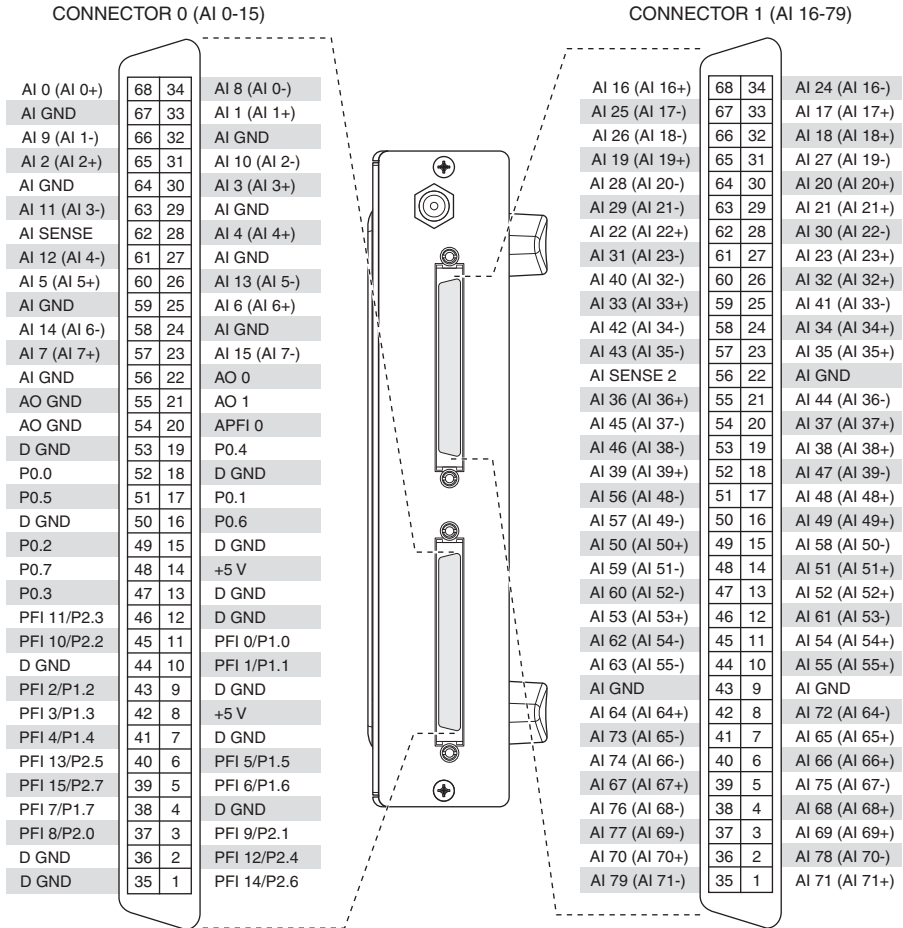 CONNECTOR 0 (AI 0-15)
AI 0 (AI 0+) 68 34 AI 8 (AI 0-)
AI GND 67 33 AI 1 (AI 1+)
AI 9 (AI 1-) 66 32 AI GND
AI 2 (AI 2+) 65 31 AI 10 (AI 2-)
AI GND 64 30 AI 3 (AI 3+)
AI 11 (AI 3-) 63 29 AI GND
AI SENSE 62 28 AI 4 (AI 4+)
AI 12 (AI 4-) 61 27 AI GND
AI 5 (AI 5+) 60 26 AI 13 (AI 5-)
AI GND 59 25 AI 6 (AI 6+)
AI 14 (AI 6-) 58 24 AI GND
AI 7 (AI 7+) 57 23 AI 15 (AI 7-)
AI GND 56 22 AO 0
AO GND 55 21 AO 1
AO GND 54 20 APFI 0
D GND 53 19 P0.4
P0.0 52 18 D GND
P0.5 51 17 P0.1
D GND 50 16 P0.6
P0.2 49 15 D GND
P0.7 48 14 +5 V
P0.3 47 13 D GND
PFI 11/P2.3 46 12 D GND
PFI 10/P2.2 45 11 PFI 0/P1.0
D GND 44 10 PFI 1/P1.1
PFI 2/P1.2 43 9 D GND
PFI 3/P1.3 42 8 +5 V
PFI 4/P1.4 41 7 D GND
PFI 13/P2.5 40 6 PFI 5/P1.5
PFI 15/P2.7 39 5 PFI 6/P1.6
PFI 7/P1.7 38 4 D GND
PFI 8/P2.0 37 3 PFI 9/P2.1
D GND 36 2 PFI 12/P2.4
D GND 35 1 PFI 14/P2.6
CONNECTOR 1 (AI 16-79)
AI 16 (AI 16+) 68 34 AI 24 (AI 16-)
AI 25 (AI 17-) 67 33 AI 17 (AI 17+)
AI 26 (AI 18-) 66 32 AI 18 (AI 18+)
AI 19 (AI 19+) 65 31 AI 27 (AI 19-)
AI 28 (AI 20-) 64 30 AI 20 (AI 20+)
AI 29 (AI 21-) 63 29 AI 21 (AI 21+)
AI 22 (AI 22+) 62 28 AI 30 (AI 22-)
AI 31 (AI 23-) 61 27 AI 23 (AI 23+)
AI 40 (AI 32-) 60 26 AI 32 (AI 32+)
AI 33 (AI 33+) 59 25 AI 41 (AI 33-)
AI 42 (AI 34-) 58 24 AI 34 (AI 34+)
AI 43 (AI 35-) 57 23 AI 35 (AI 35+)
AI SENSE 2 56 22 AI GND
AI 36 (AI 36+) 55 21 AI 44 (AI 36-)
AI 45 (AI 37-) 54 20 AI 37 (AI 37+)
AI 46 (AI 38-) 53 19 AI 38 (AI 38+)
AI 39 (AI 39+) 52 18 AI 47 (AI 39-)
AI 56 (AI 48-) 51 17 AI 48 (AI 48+)
AI 57 (AI 49-) 50 16 AI 49 (AI 49+)
AI 50 (AI 50+) 49 15 AI 58 (AI 50-)
AI 59 (AI 51-) 48 14 AI 51 (AI 51+)
AI 60 (AI 52-) 47 13 AI 52 (AI 52+)
AI 53 (AI 53+) 46 12 AI 61 (AI 53-)
AI 62 (AI 54-) 45 11 AI 54 (AI 54+)
AI 63 (AI 55-) 44 10 AI 55 (AI 55+)
AI GND 43 9 AI GND
AI 64 (AI 64+) 42 8 AI 72 (AI 64-)
AI 73 (AI 65-) 41 7 AI 65 (AI 65+)
AI 74 (AI 66-) 40 6 AI 66 (AI 66+)
AI 67 (AI 67+) 39 5 AI 75 (AI 67-)
AI 76 (AI 68-) 38 4 AI 68 (AI 68+)
AI 77 (AI 69-) 37 3 AI 69 (AI 69+)
AI 70 (AI 70+) 36 2 AI 78 (AI 70-)
AI 79 (AI 71-) 35 1 AI 71 (AI 71+)